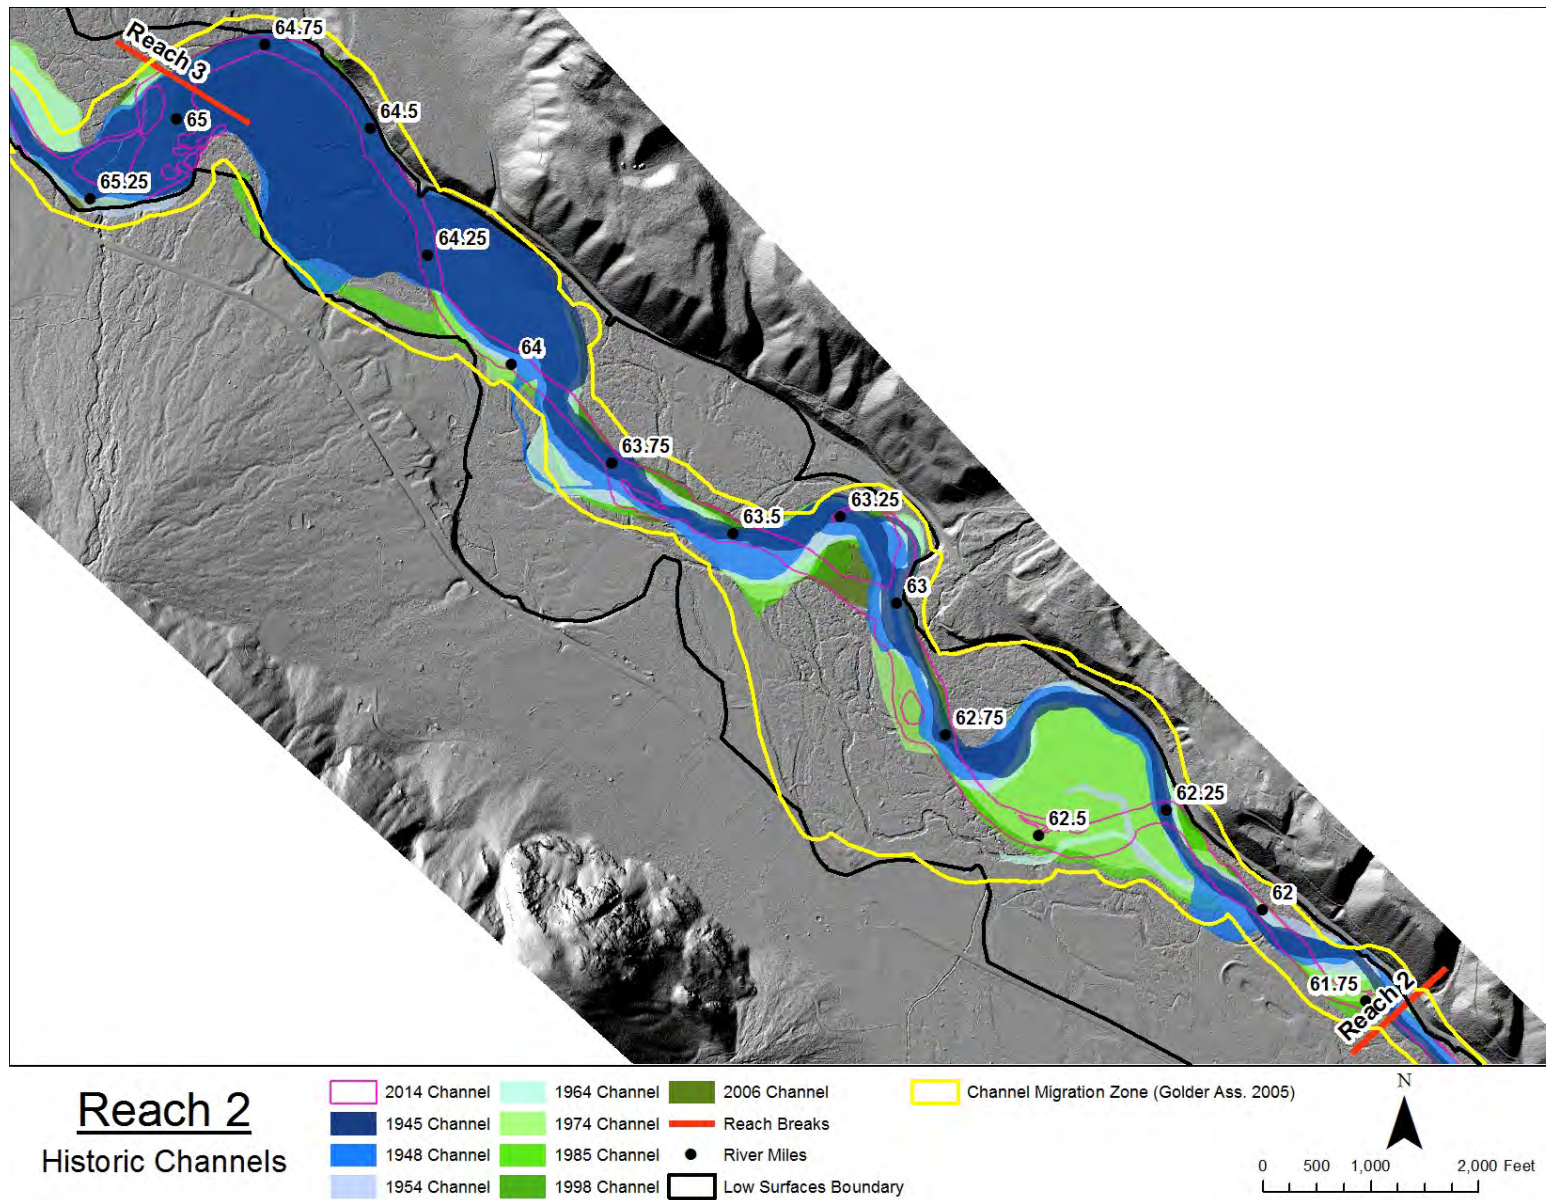 64.75
Reach 3
64.5
65
65.25
64.25
64
63.75
63.5
63.25
63
62.75
62.5
62.25
62
61.75
Reach 2
Reach 2
Historic Channels
2014 Channel
1945 Channel
1948 Channel
1954 Channel
1964 Channel
1974 Channel
1985 Channel
1998 Channel
2006 Channel
Reach Breaks
River Miles
Low Surfaces Boundary
Channel Migration Zone (Golder Ass. 2005)
N
0 500 1,000 2,000 Feet